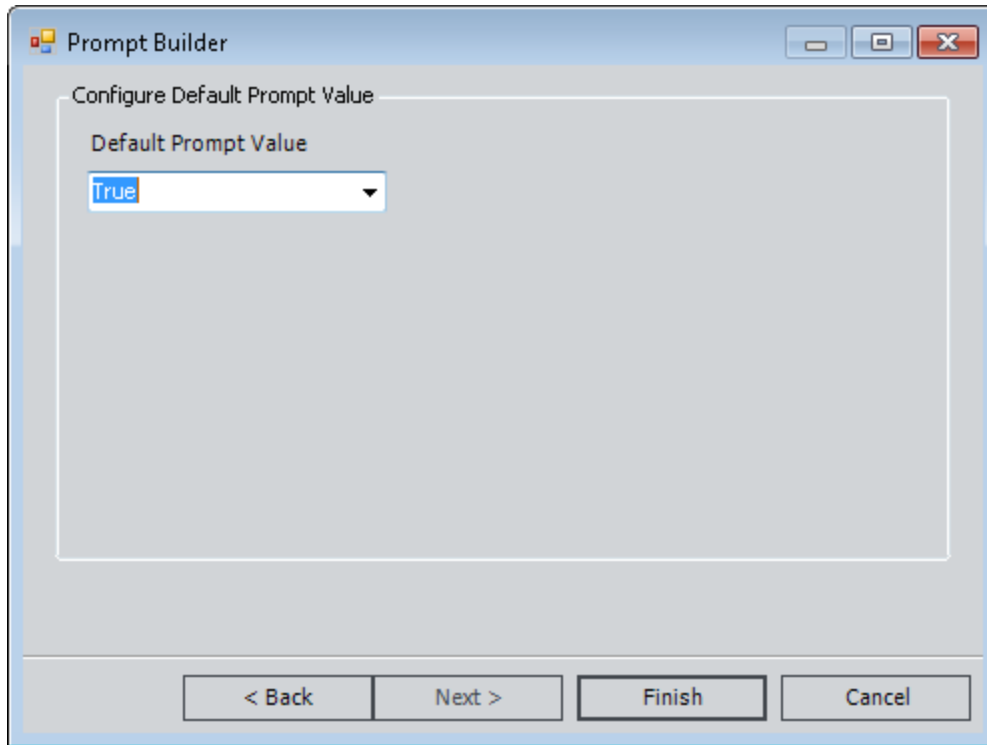 Prompt Builder
Configure Default Prompt Value
Default Prompt Value
True
< Back Next > Finish Cancel